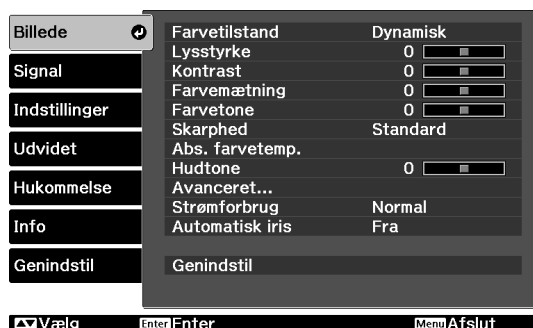 Billede
Signal
Indstillinger
Udvidet
Hukommelse
Info
Genindstil
Farvetilstand Dynamisk
Lysstyrke 0
Kontrast 0
Farvemætning 0
Farvetone 0
Skarphed Standard
Abs. farvetemp.
Hudtone 0
Avanceret...
Strømforbrug Normal
Automatisk iris Fra
Genindstil
Vælg Enter Enter Menu Afslut